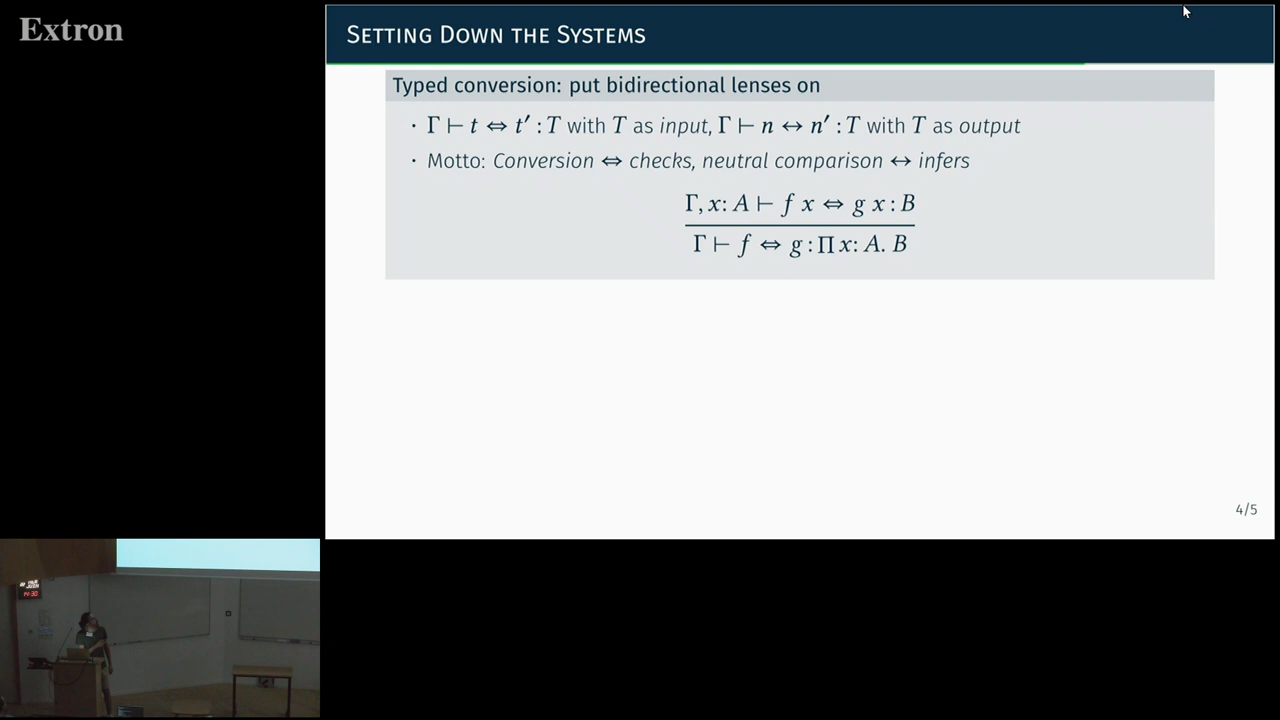 Extron
Setting Down the Systems
Typed conversion: put bidirectional lenses on
· Γ ⊢ t ⇔ t′ : T with T as input, Γ ⊢ n ↔ n′ : T with T as output
· Motto: Conversion ⇔ checks, neutral comparison ↔ infers
Γ, x: A ⊢ f x ⇔ g x : B
Γ ⊢ f ⇔ g : Π x: A. B
4/5